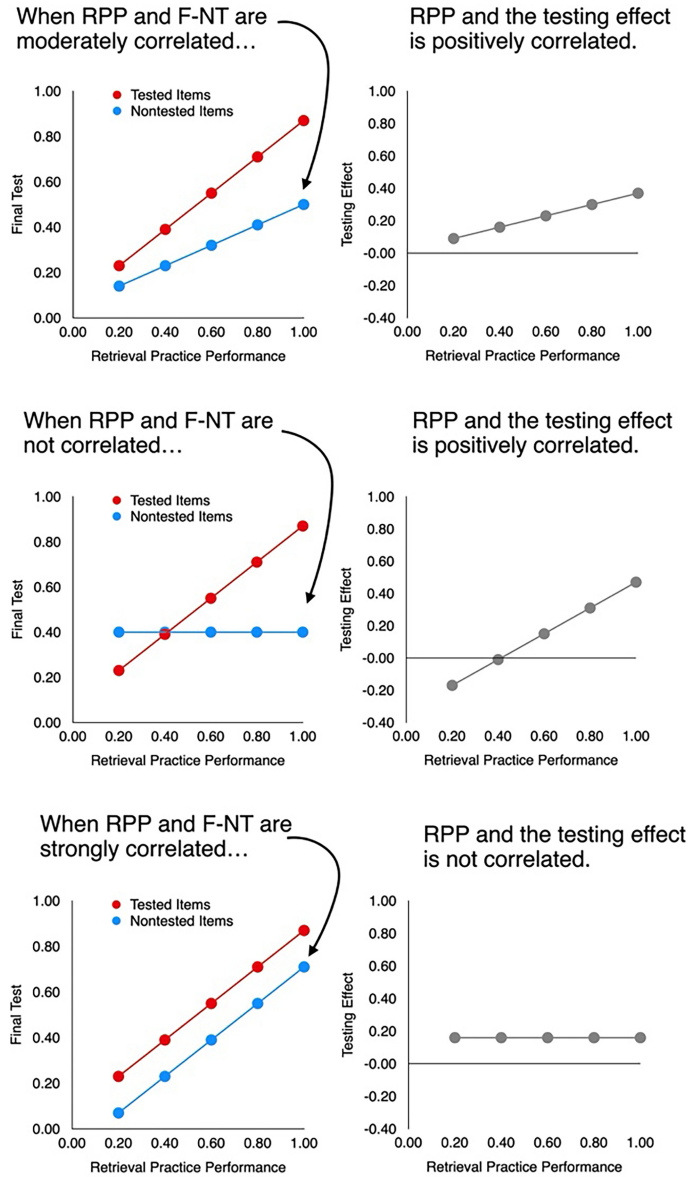 When RPP and F-NT are
moderately correlated…
RPP and the testing effect
is positively correlated.
Tested Items
Nontested Items
Final Test
1.00
0.80
0.60
0.40
0.20
0.00
0.00 0.20 0.40 0.60 0.80 1.00
Retrieval Practice Performance
Testing Effect
1.00
0.80
0.60
0.40
0.20
-0.00
-0.20
-0.40
0.00 0.20 0.40 0.60 0.80 1.00
Retrieval Practice Performance
When RPP and F-NT are
not correlated…
RPP and the testing effect
is positively correlated.
Tested Items
Nontested Items
Final Test
1.00
0.80
0.60
0.40
0.20
0.00
0.00 0.20 0.40 0.60 0.80 1.00
Retrieval Practice Performance
Testing Effect
1.00
0.80
0.60
0.40
0.20
-0.00
-0.20
-0.40
0.00 0.20 0.40 0.60 0.80 1.00
Retrieval Practice Performance
When RPP and F-NT are
strongly correlated…
RPP and the testing effect
is not correlated.
Tested Items
Nontested Items
Final Test
1.00
0.80
0.60
0.40
0.20
0.00
0.00 0.20 0.40 0.60 0.80 1.00
Retrieval Practice Performance
Testing Effect
1.00
0.80
0.60
0.40
0.20
-0.00
-0.20
-0.40
0.00 0.20 0.40 0.60 0.80 1.00
Retrieval Practice Performance